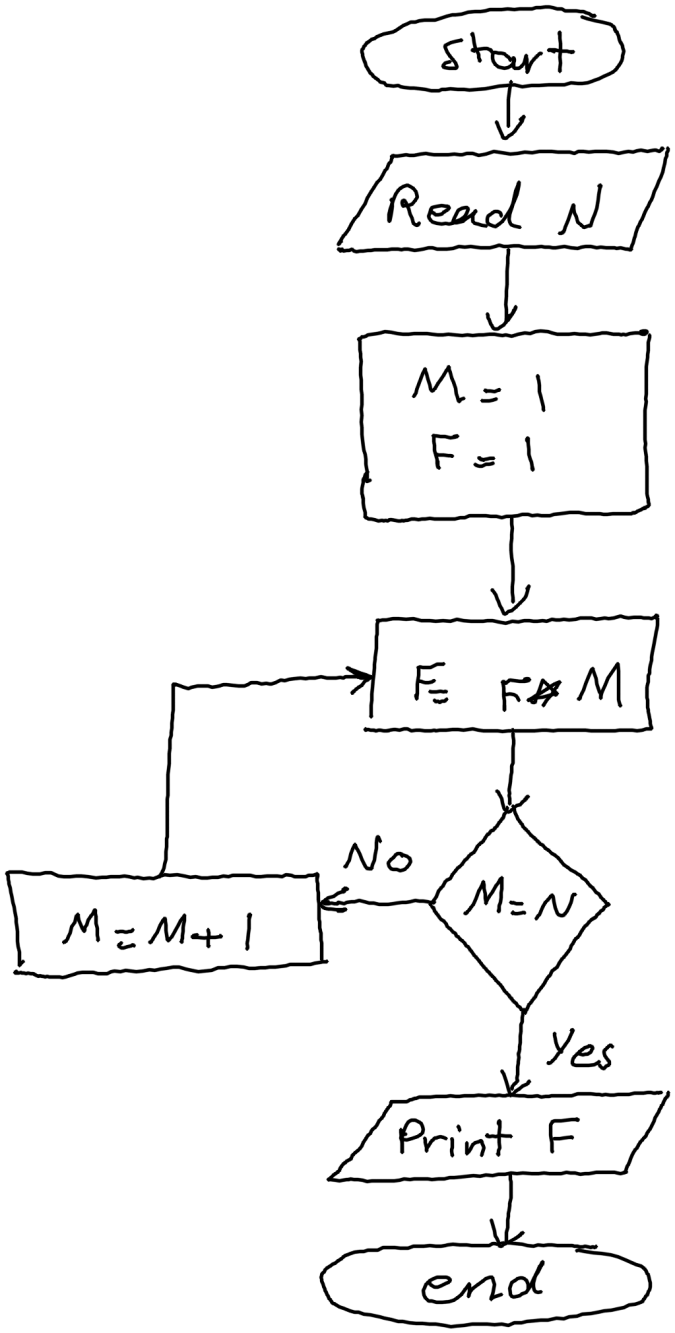 start
Read N
M = 1
F = 1
F = F * M
No
M = N
M = M + 1
Yes
Print F
end